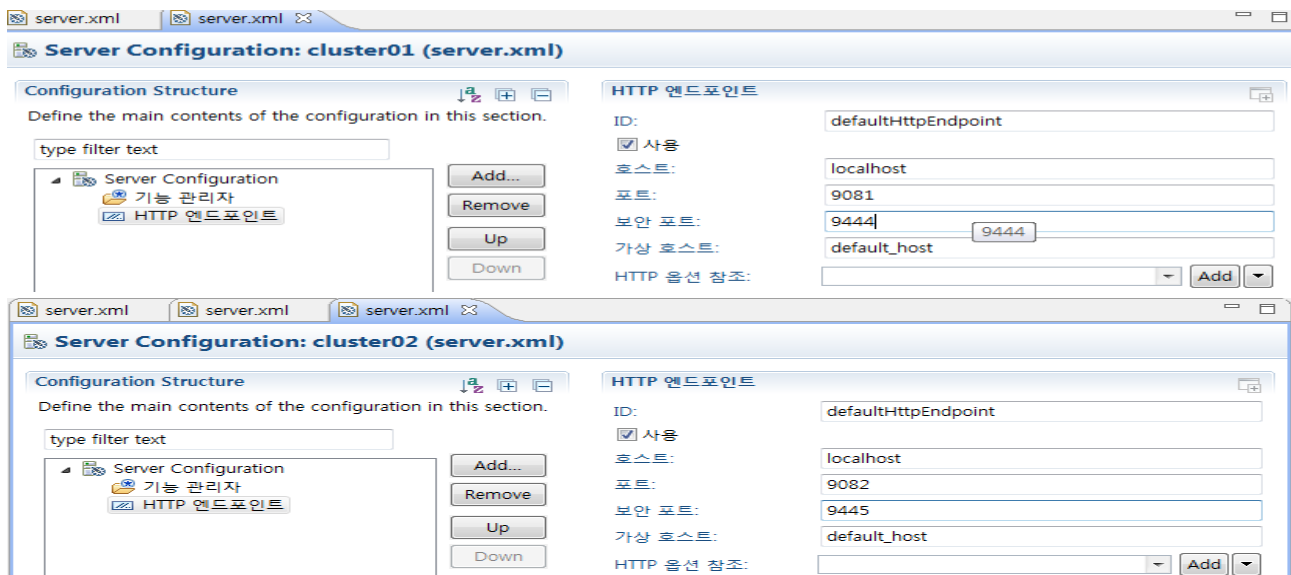 server.xml server.xml
Server Configuration: cluster01 (server.xml)
Configuration Structure
Define the main contents of the configuration in this section.
type filter text
Server Configuration
기능 관리자
HTTP 엔드포인트
Add...
Remove
Up
Down
HTTP 엔드포인트
ID: defaultHttpEndpoint
사용
호스트: localhost
포트: 9081
보안 포트: 9444
9444
가상 호스트: default_host
HTTP 옵션 참조: Add
server.xml server.xml server.xml
Server Configuration: cluster02 (server.xml)
Configuration Structure
Define the main contents of the configuration in this section.
type filter text
Server Configuration
기능 관리자
HTTP 엔드포인트
Add...
Remove
Up
Down
HTTP 엔드포인트
ID: defaultHttpEndpoint
사용
호스트: localhost
포트: 9082
보안 포트: 9445
가상 호스트: default_host
HTTP 옵션 참조: Add